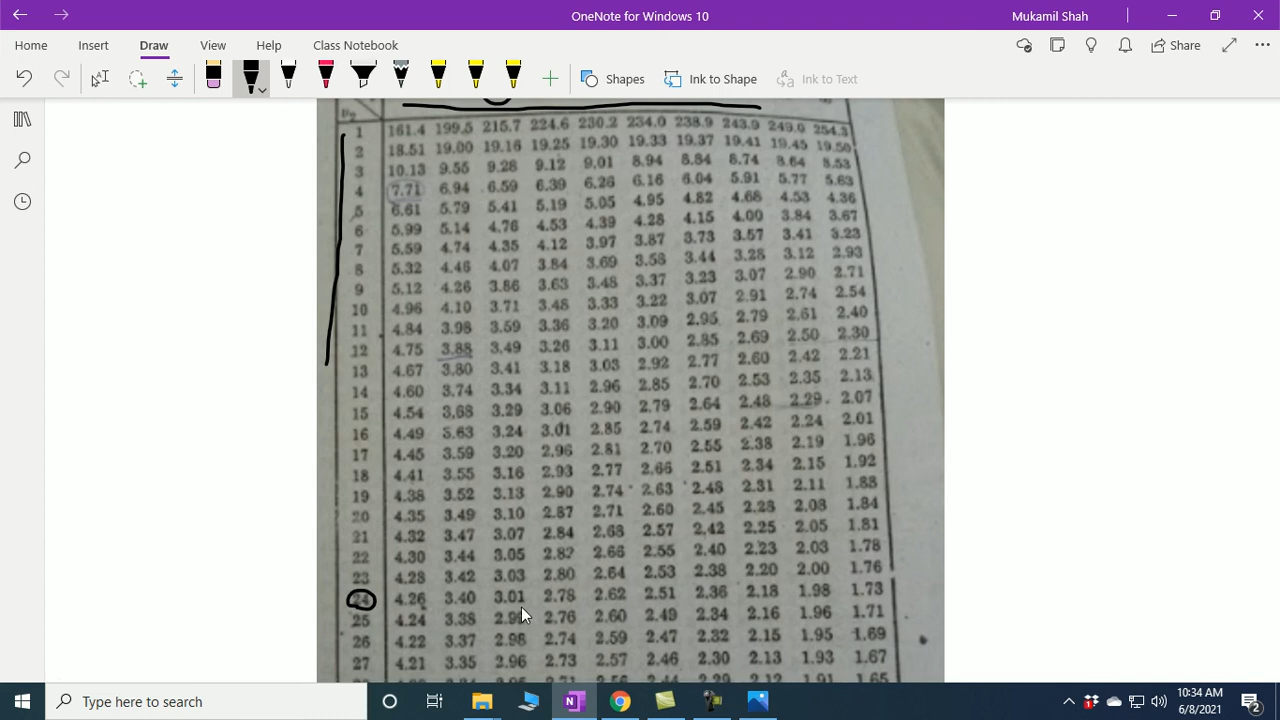 OneNote for Windows 10
Mukamil Shah
Home Insert Draw View Help Class Notebook
Share
Shapes
Ink to Shape
Ink to Text
ν₂
1 161.4 199.5 215.7 224.6 230.2 234.0 238.9 243.9 249.0 254.3
2 18.51 19.00 19.16 19.25 19.30 19.33 19.37 19.41 19.45 19.50
3 10.13 9.55 9.28 9.12 9.01 8.94 8.84 8.74 8.64 8.53
4 7.71 6.94 6.59 6.39 6.26 6.16 6.04 5.91 5.77 5.63
5 6.61 5.79 5.41 5.19 5.05 4.95 4.82 4.68 4.53 4.36
6 5.99 5.14 4.76 4.53 4.39 4.28 4.15 4.00 3.84 3.67
7 5.59 4.74 4.35 4.12 3.97 3.87 3.73 3.57 3.41 3.23
8 5.32 4.46 4.07 3.84 3.69 3.58 3.44 3.28 3.12 2.93
9 5.12 4.26 3.86 3.63 3.48 3.37 3.23 3.07 2.90 2.71
10 4.96 4.10 3.71 3.48 3.33 3.22 3.07 2.91 2.74 2.54
11 4.84 3.98 3.59 3.36 3.20 3.09 2.95 2.79 2.61 2.40
12 4.75 3.88 3.49 3.26 3.11 3.00 2.85 2.69 2.50 2.30
13 4.67 3.80 3.41 3.18 3.03 2.92 2.77 2.60 2.42 2.21
14 4.60 3.74 3.34 3.11 2.96 2.85 2.70 2.53 2.35 2.13
15 4.54 3.68 3.29 3.06 2.90 2.79 2.64 2.48 2.29 2.07
16 4.49 3.63 3.24 3.01 2.85 2.74 2.59 2.42 2.24 2.01
17 4.45 3.59 3.20 2.96 2.81 2.70 2.55 2.38 2.19 1.96
18 4.41 3.55 3.16 2.93 2.77 2.66 2.51 2.34 2.15 1.92
19 4.38 3.52 3.13 2.90 2.74 2.63 2.48 2.31 2.11 1.88
20 4.35 3.49 3.10 2.87 2.71 2.60 2.45 2.28 2.08 1.84
21 4.32 3.47 3.07 2.84 2.68 2.57 2.42 2.25 2.05 1.81
22 4.30 3.44 3.05 2.82 2.66 2.55 2.40 2.23 2.03 1.78
23 4.28 3.42 3.03 2.80 2.64 2.53 2.38 2.20 2.00 1.76
24 4.26 3.40 3.01 2.78 2.62 2.51 2.36 2.18 1.98 1.73
25 4.24 3.38 2.99 2.76 2.60 2.49 2.34 2.16 1.96 1.71
26 4.22 3.37 2.98 2.74 2.59 2.47 2.32 2.15 1.95 1.69
27 4.21 3.35 2.96 2.73 2.57 2.46 2.30 2.13 1.93 1.67
Type here to search
10:34 AM
6/8/2021
2